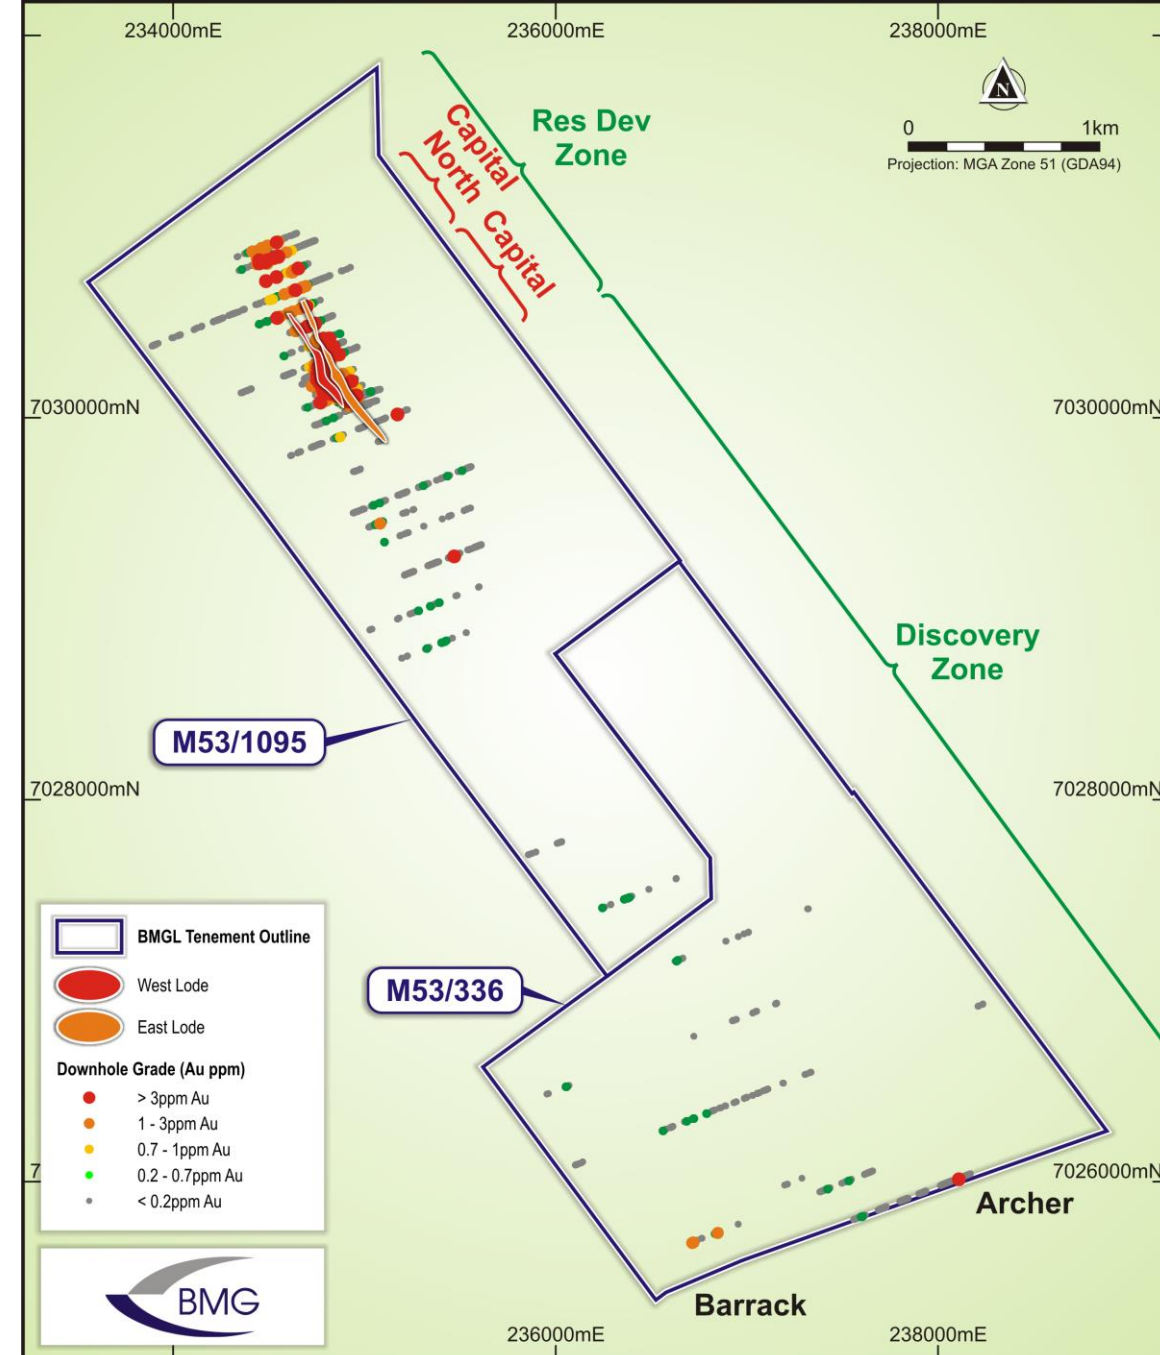 234000mE
236000mE
238000mE
N
0
1km
Projection: MGA Zone 51 (GDA94)
Res Dev
Zone
Capital
North
Capital
7030000mN
7030000mN
Discovery
Zone
M53/1095
7028000mN
7028000mN
BMGL Tenement Outline
West Lode
East Lode
Downhole Grade (Au ppm)
> 3ppm Au
1 - 3ppm Au
0.7 - 1ppm Au
0.2 - 0.7ppm Au
< 0.2ppm Au
M53/336
7
7026000mN
Archer
Barrack
BMG
236000mE
238000mE